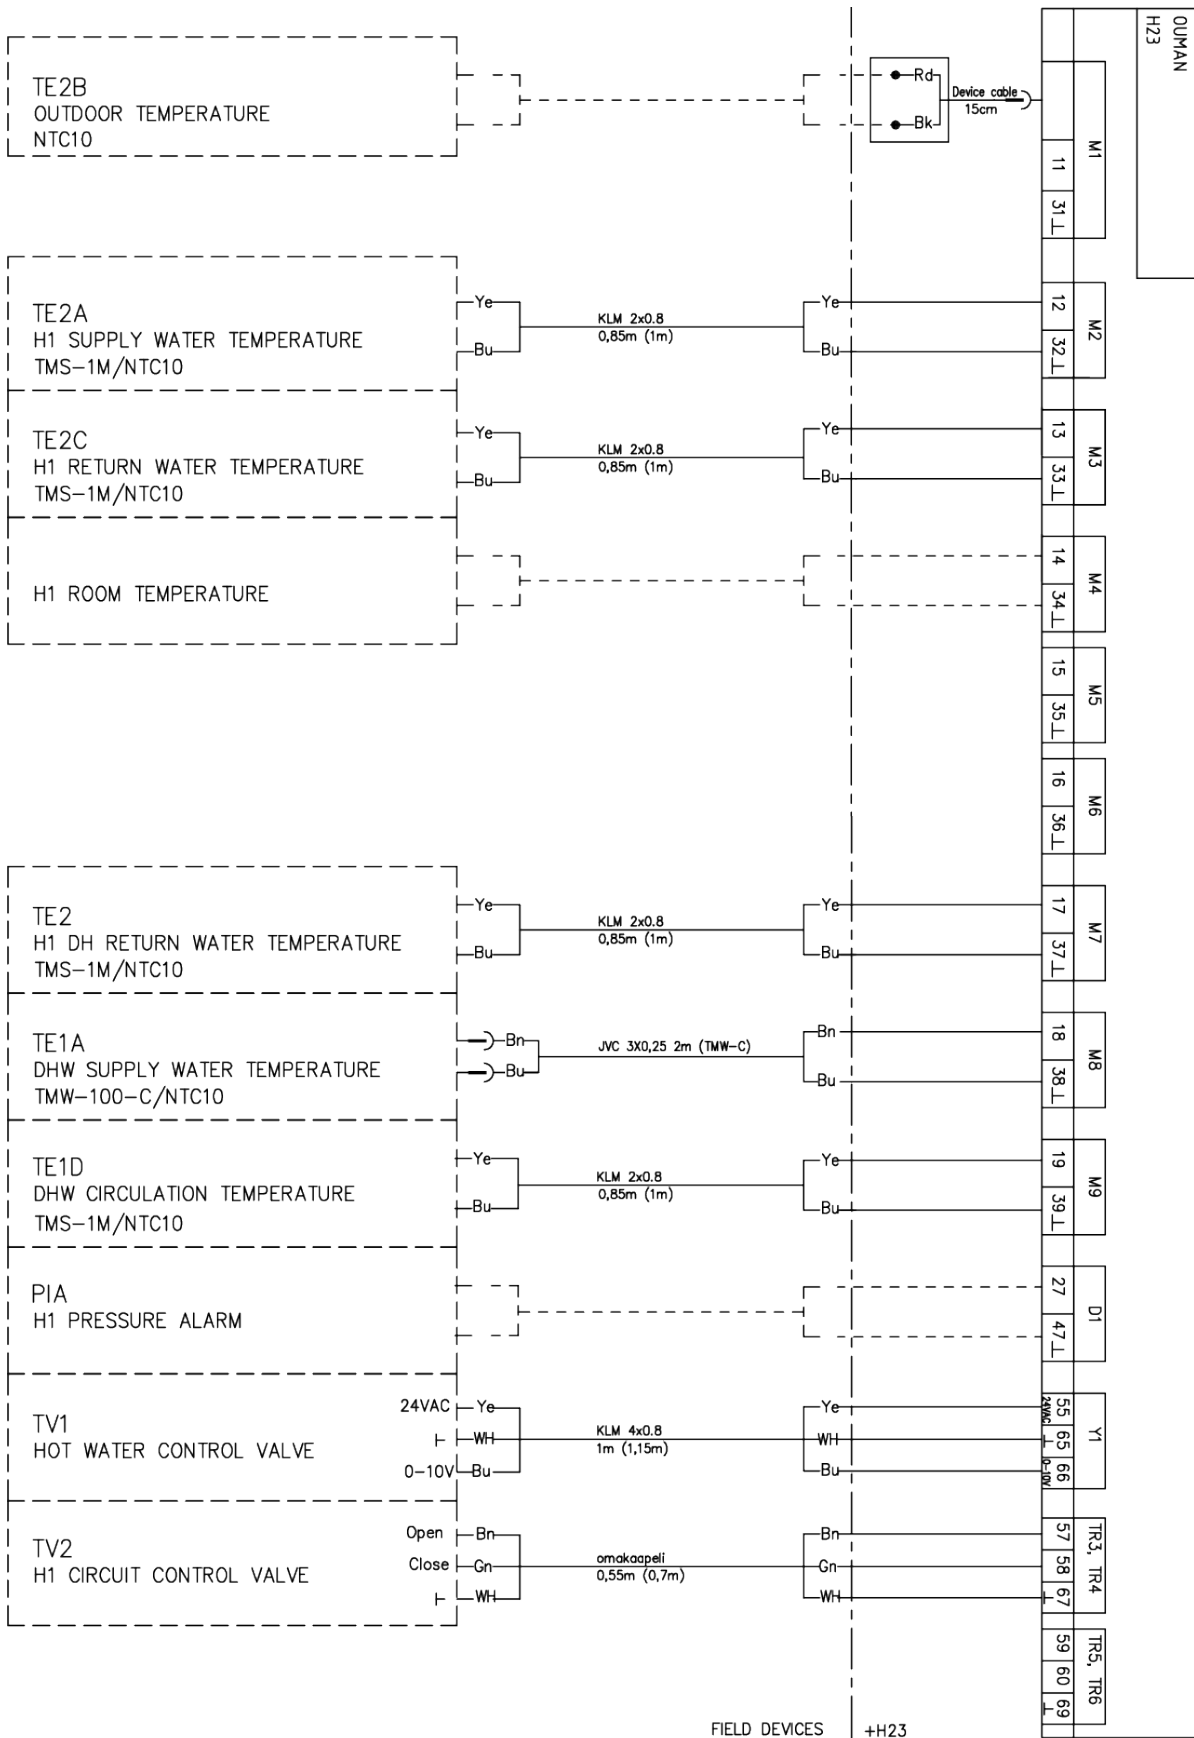 OUMAN
H23
TE2B
OUTDOOR TEMPERATURE
NTC10
Rd
Bk
Device cable
15cm
11
31
M1
TE2A
H1 SUPPLY WATER TEMPERATURE
TMS-1M/NTC10
Ye
Bu
KLM 2x0.8
0,85m (1m)
Ye
Bu
12
32
M2
TE2C
H1 RETURN WATER TEMPERATURE
TMS-1M/NTC10
Ye
Bu
KLM 2x0.8
0,85m (1m)
Ye
Bu
13
33
M3
H1 ROOM TEMPERATURE
14
34
M4
15
35
M5
16
36
M6
TE2
H1 DH RETURN WATER TEMPERATURE
TMS-1M/NTC10
Ye
Bu
KLM 2x0.8
0,85m (1m)
Ye
Bu
17
37
M7
TE1A
DHW SUPPLY WATER TEMPERATURE
TMW-100-C/NTC10
Bn
Bu
JVC 3X0,25 2m (TMW-C)
Bn
Bu
18
38
M8
TE1D
DHW CIRCULATION TEMPERATURE
TMS-1M/NTC10
Ye
Bu
KLM 2x0.8
0,85m (1m)
Ye
Bu
19
39
M9
PIA
H1 PRESSURE ALARM
27
47
D1
TV1
HOT WATER CONTROL VALVE
24VAC
0-10V
Ye
WH
Bu
KLM 4x0.8
1m (1,15m)
Ye
WH
Bu
55
24VAC
65
66
0-10V
Y1
TV2
H1 CIRCUIT CONTROL VALVE
Open
Close
Bn
Gn
WH
omakaapeli
0,55m (0,7m)
Bn
Gn
WH
57
58
67
TR3, TR4
59
60
69
TR5, TR6
FIELD DEVICES
+H23